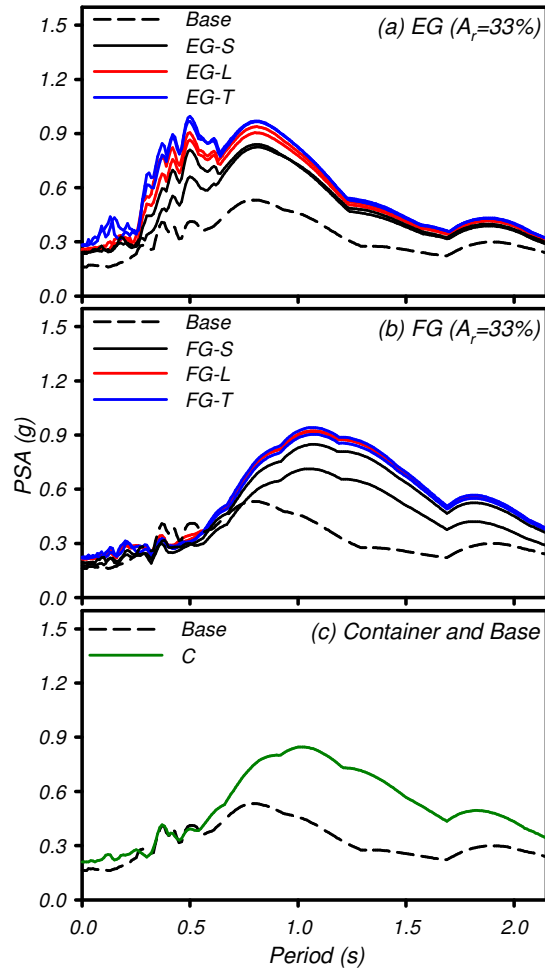 1.5
1.2
0.9
0.6
0.3
0.0
Base
EG-S
EG-L
EG-T
(a) EG (Ar=33%)
1.5
1.2
0.9
0.6
0.3
0.0
Base
FG-S
FG-L
FG-T
(b) FG (Ar=33%)
PSA (g)
1.5
1.2
0.9
0.6
0.3
0.0
Base
C
(c) Container and Base
0.0 0.5 1.0 1.5 2.0
Period (s)